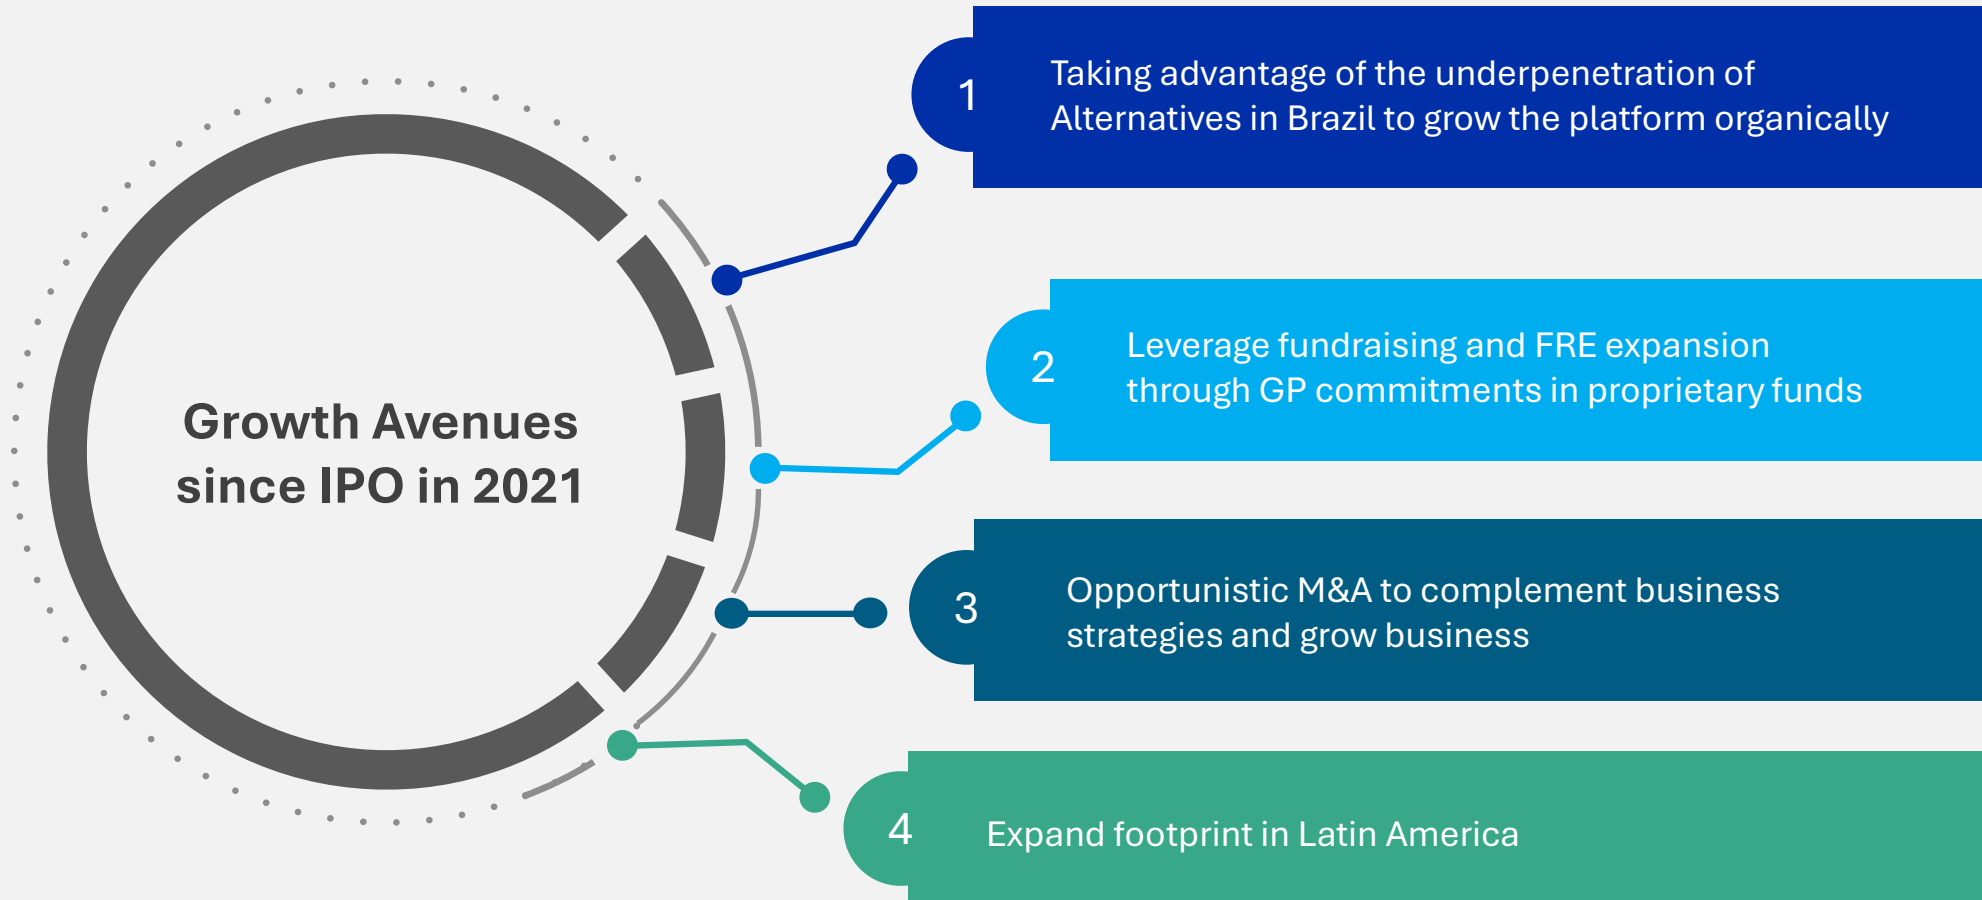 Growth Avenues
since IPO in 2021
1
Taking advantage of the underpenetration of
Alternatives in Brazil to grow the platform organically
2
Leverage fundraising and FRE expansion
through GP commitments in proprietary funds
3
Opportunistic M&A to complement business
strategies and grow business
4
Expand footprint in Latin America